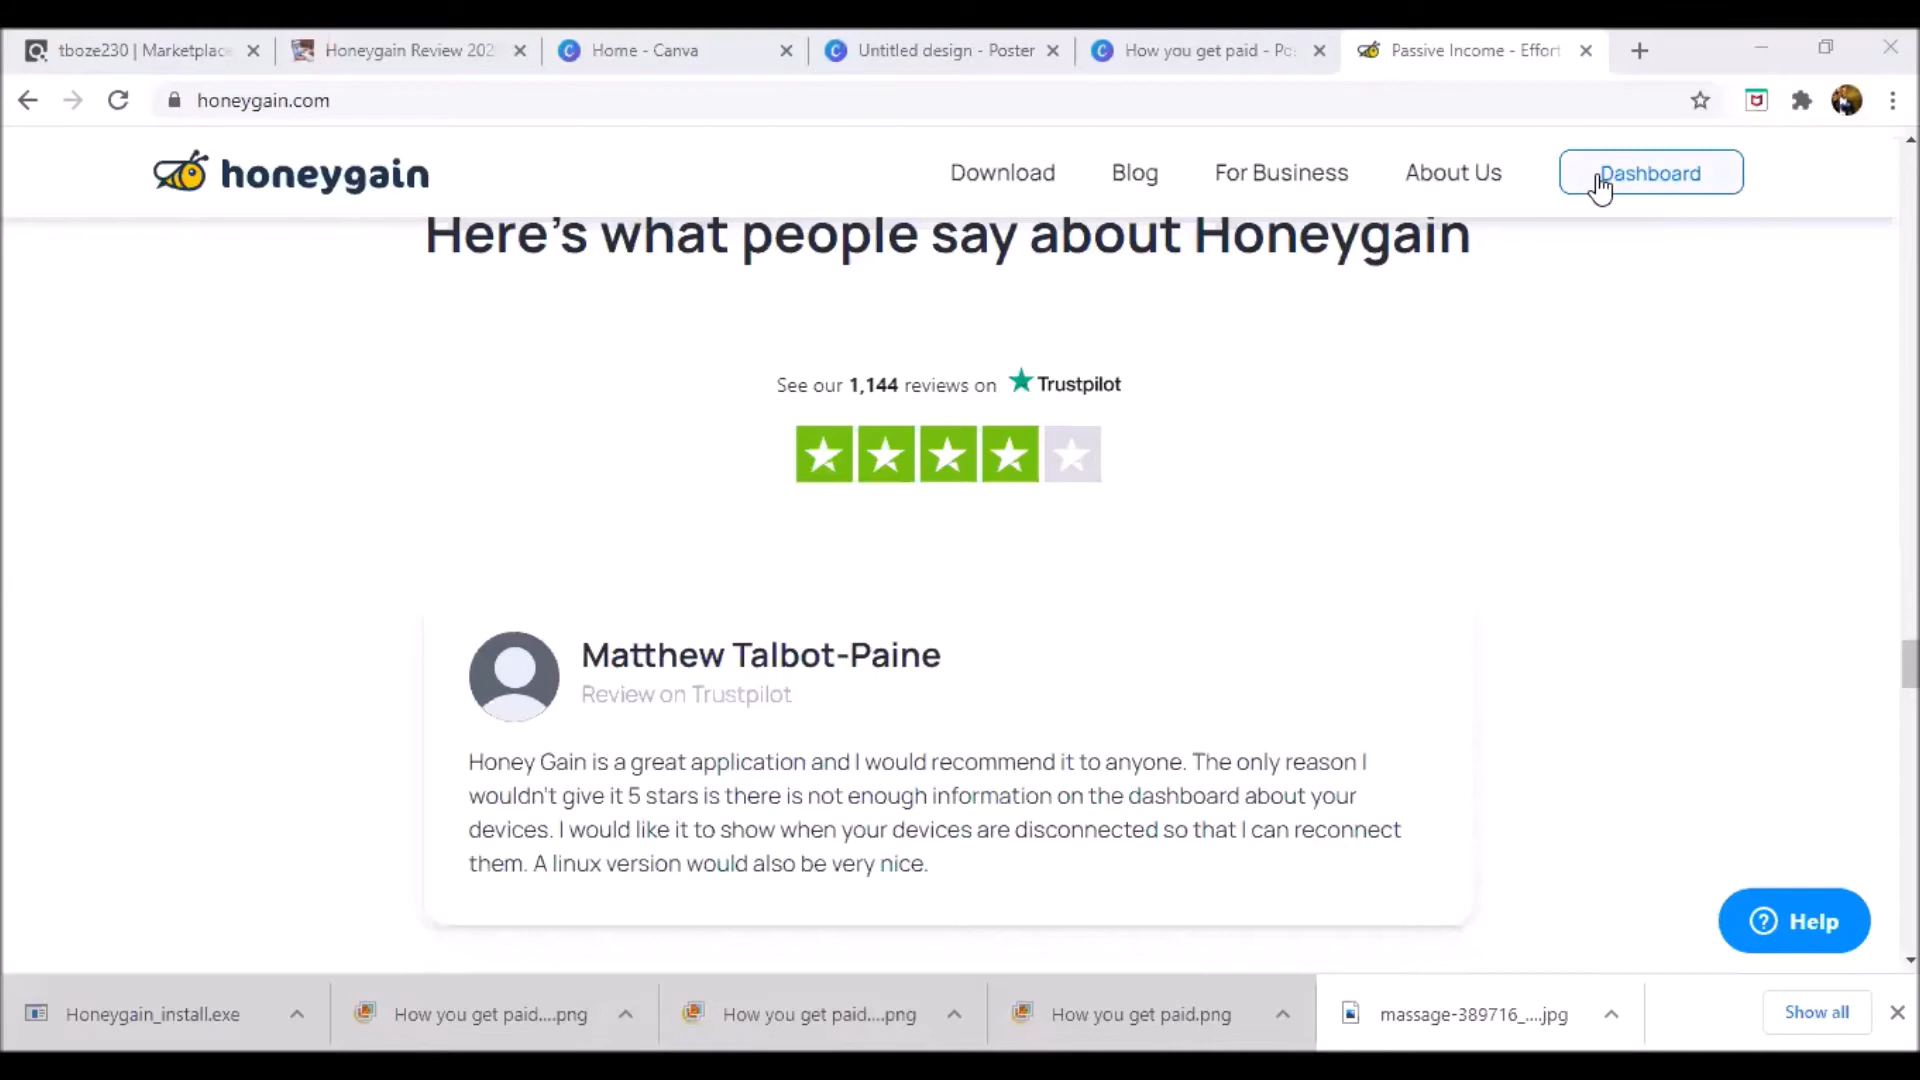 tboze230 | Marketplace
Honeygain Review 202
Home - Canva
Untitled design - Poster
How you get paid - Po
Passive Income - Effort
honeygain.com
honeygain
Download
Blog
For Business
About Us
Dashboard
Here's what people say about Honeygain
See our 1,144 reviews on Trustpilot
Matthew Talbot-Paine
Review on Trustpilot
Honey Gain is a great application and I would recommend it to anyone. The only reason I
wouldn't give it 5 stars is there is not enough information on the dashboard about your
devices. I would like it to show when your devices are disconnected so that I can reconnect
them. A linux version would also be very nice.
Help
Honeygain_install.exe
How you get paid....png
How you get paid....png
How you get paid.png
massage-389716_....jpg
Show all